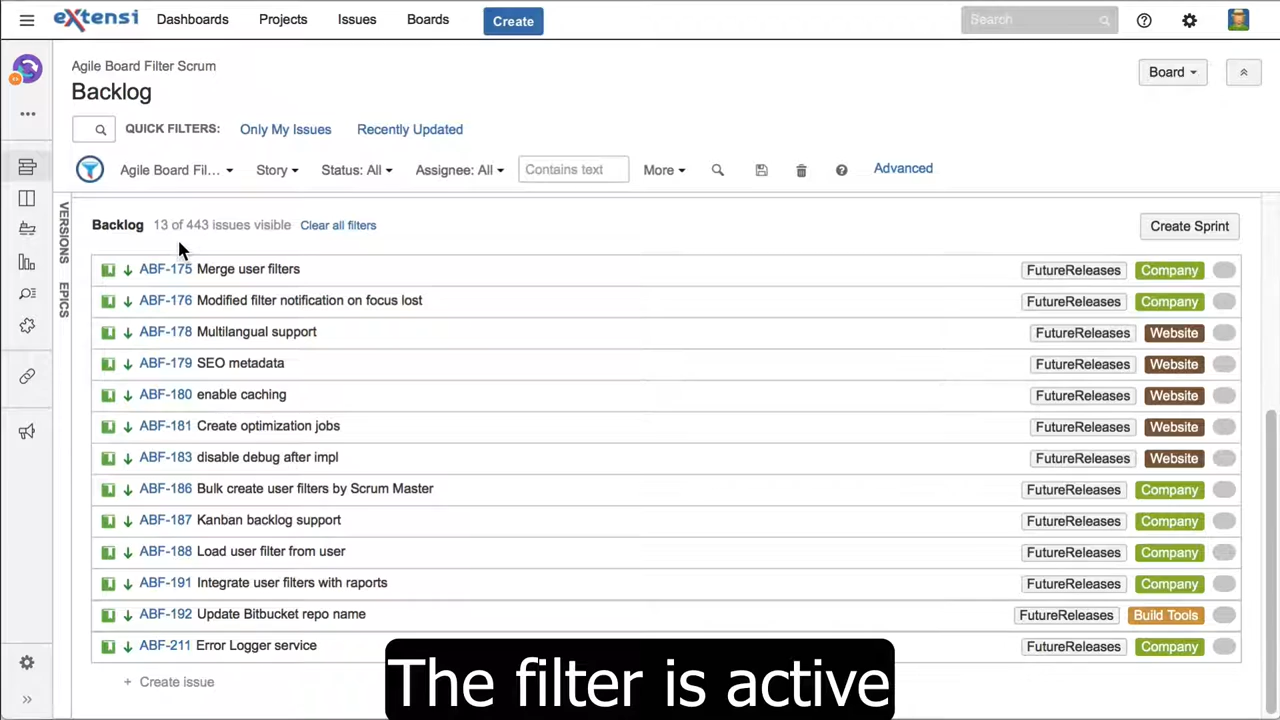 eXtensi Dashboards Projects Issues Boards Create Search
Agile Board Filter Scrum
Backlog
Board
QUICK FILTERS: Only My Issues Recently Updated
Agile Board Fil... Story Status: All Assignee: All Contains text More Advanced
VERSIONS
EPICS
Backlog 13 of 443 issues visible Clear all filters Create Sprint
ABF-175 Merge user filters FutureReleases Company
ABF-176 Modified filter notification on focus lost FutureReleases Company
ABF-178 Multilangual support FutureReleases Website
ABF-179 SEO metadata FutureReleases Website
ABF-180 enable caching FutureReleases Website
ABF-181 Create optimization jobs FutureReleases Website
ABF-183 disable debug after impl FutureReleases Website
ABF-186 Bulk create user filters by Scrum Master FutureReleases Company
ABF-187 Kanban backlog support FutureReleases Company
ABF-188 Load user filter from user FutureReleases Company
ABF-191 Integrate user filters with raports FutureReleases Company
ABF-192 Update Bitbucket repo name FutureReleases Build Tools
ABF-211 Error Logger service FutureReleases Company
+ Create issue
The filter is active